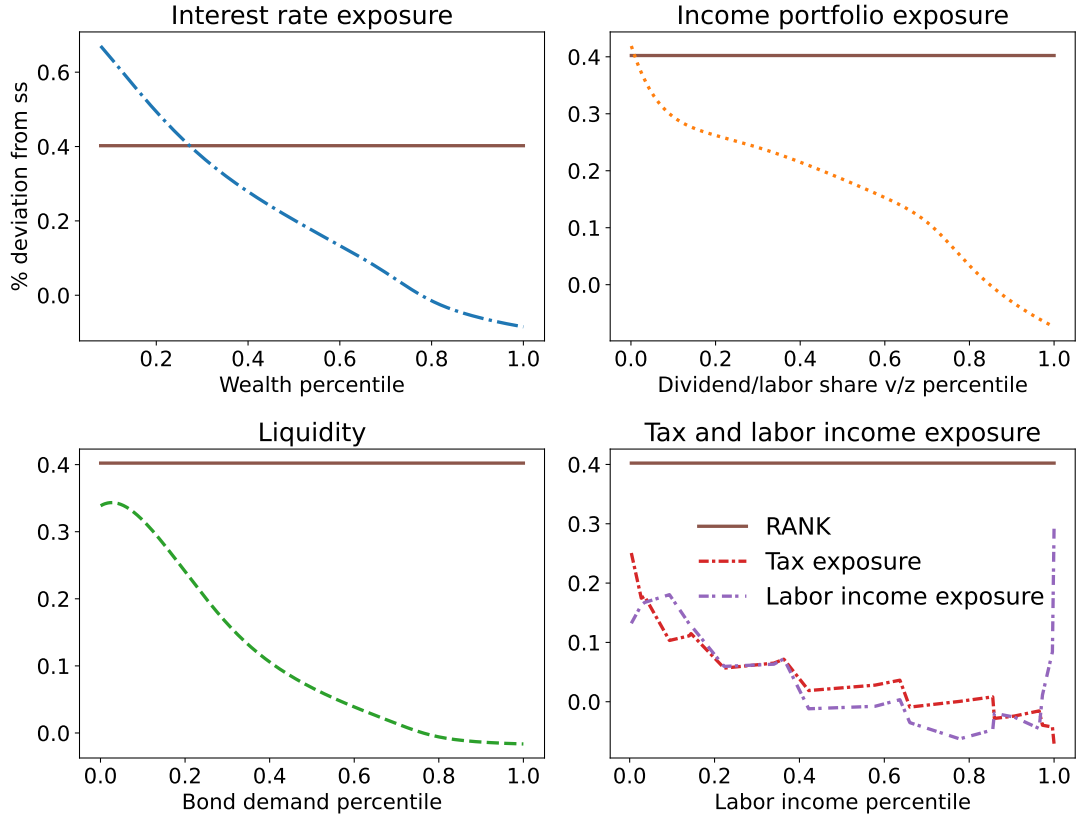 Interest rate exposure
% deviation from ss
0.6
0.4
0.2
0.0
0.2 0.4 0.6 0.8 1.0
Wealth percentile
Income portfolio exposure
0.4
0.3
0.2
0.1
0.0
0.0 0.2 0.4 0.6 0.8 1.0
Dividend/labor share v/z percentile
Liquidity
0.4
0.3
0.2
0.1
0.0
0.0 0.2 0.4 0.6 0.8 1.0
Bond demand percentile
Tax and labor income exposure
0.4
0.3
0.2
0.1
0.0
RANK
Tax exposure
Labor income exposure
0.0 0.2 0.4 0.6 0.8 1.0
Labor income percentile